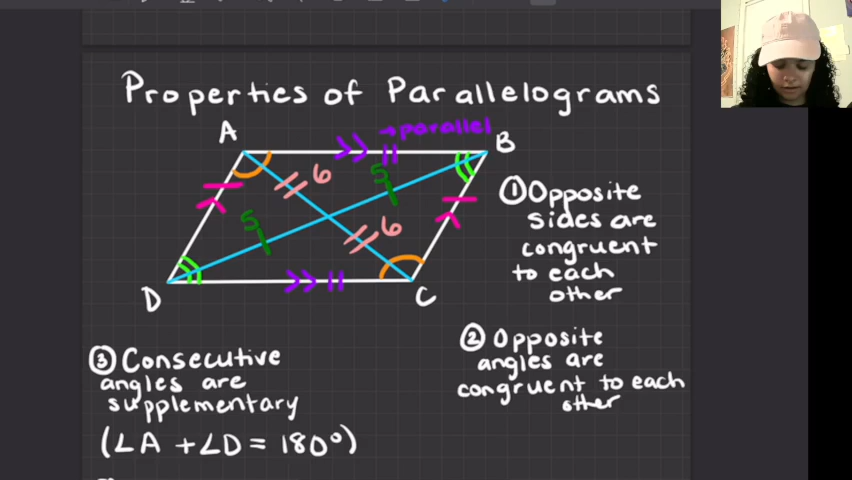 Properties of Parallelograms
A
→parallel
B
6
5
5
6
D
C
① Opposite
sides are
congruent
to each
other
② Opposite
angles are
congruent to each
other
③ Consecutive
angles are
supplementary
(∠A + ∠D = 180°)